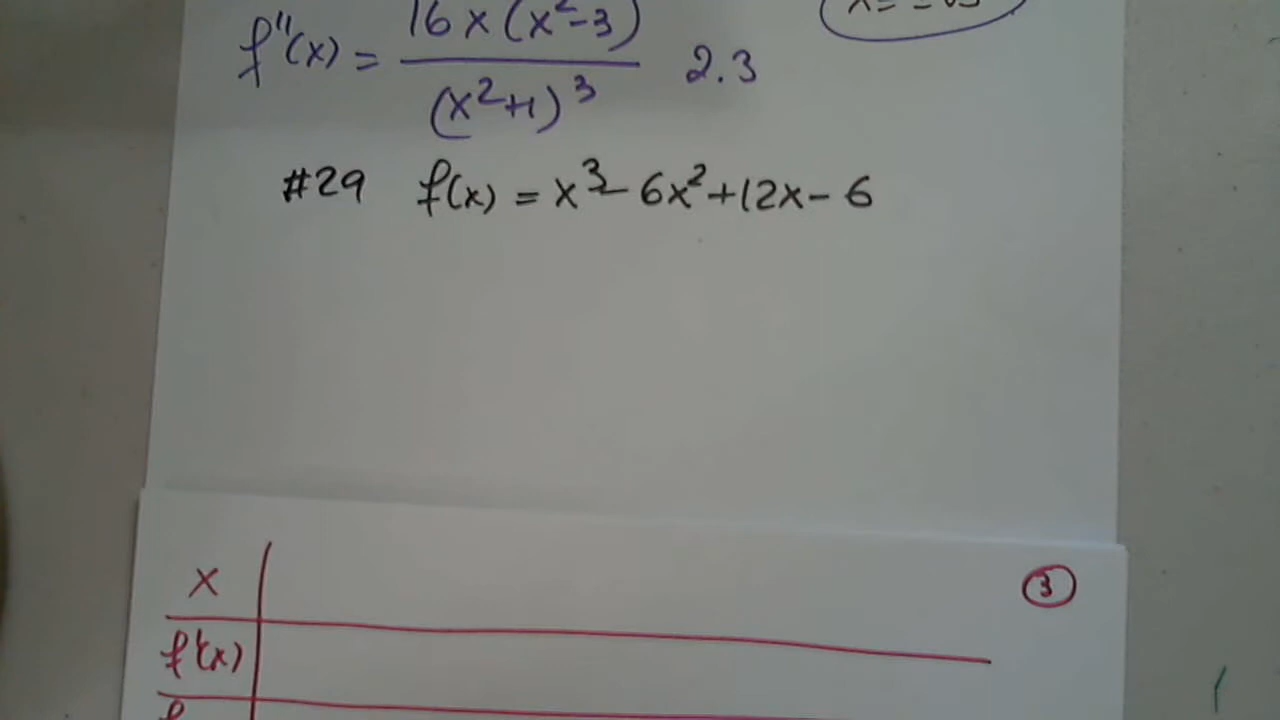 f''(x) = 16x(x²-3) / (x²+1)³ 2.3
#29 f(x) = x³- 6x²+12x- 6
x
③
f'(x)